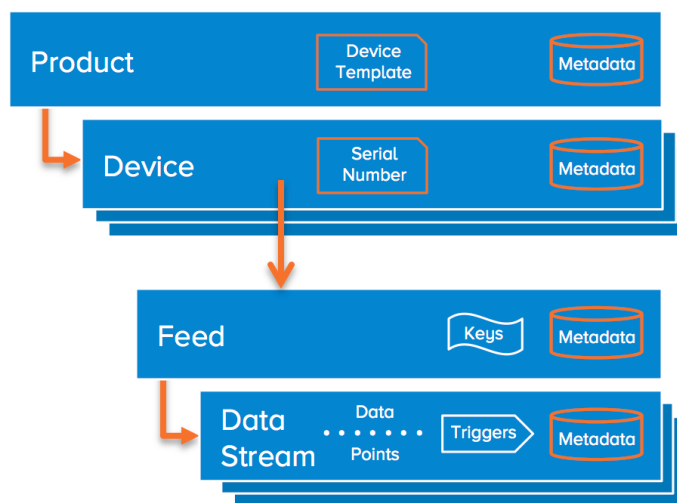 Product
Device
Template
Metadata
Device
Serial
Number
Metadata
Feed
Keys
Metadata
Data
Stream
Data
Points
Triggers
Metadata